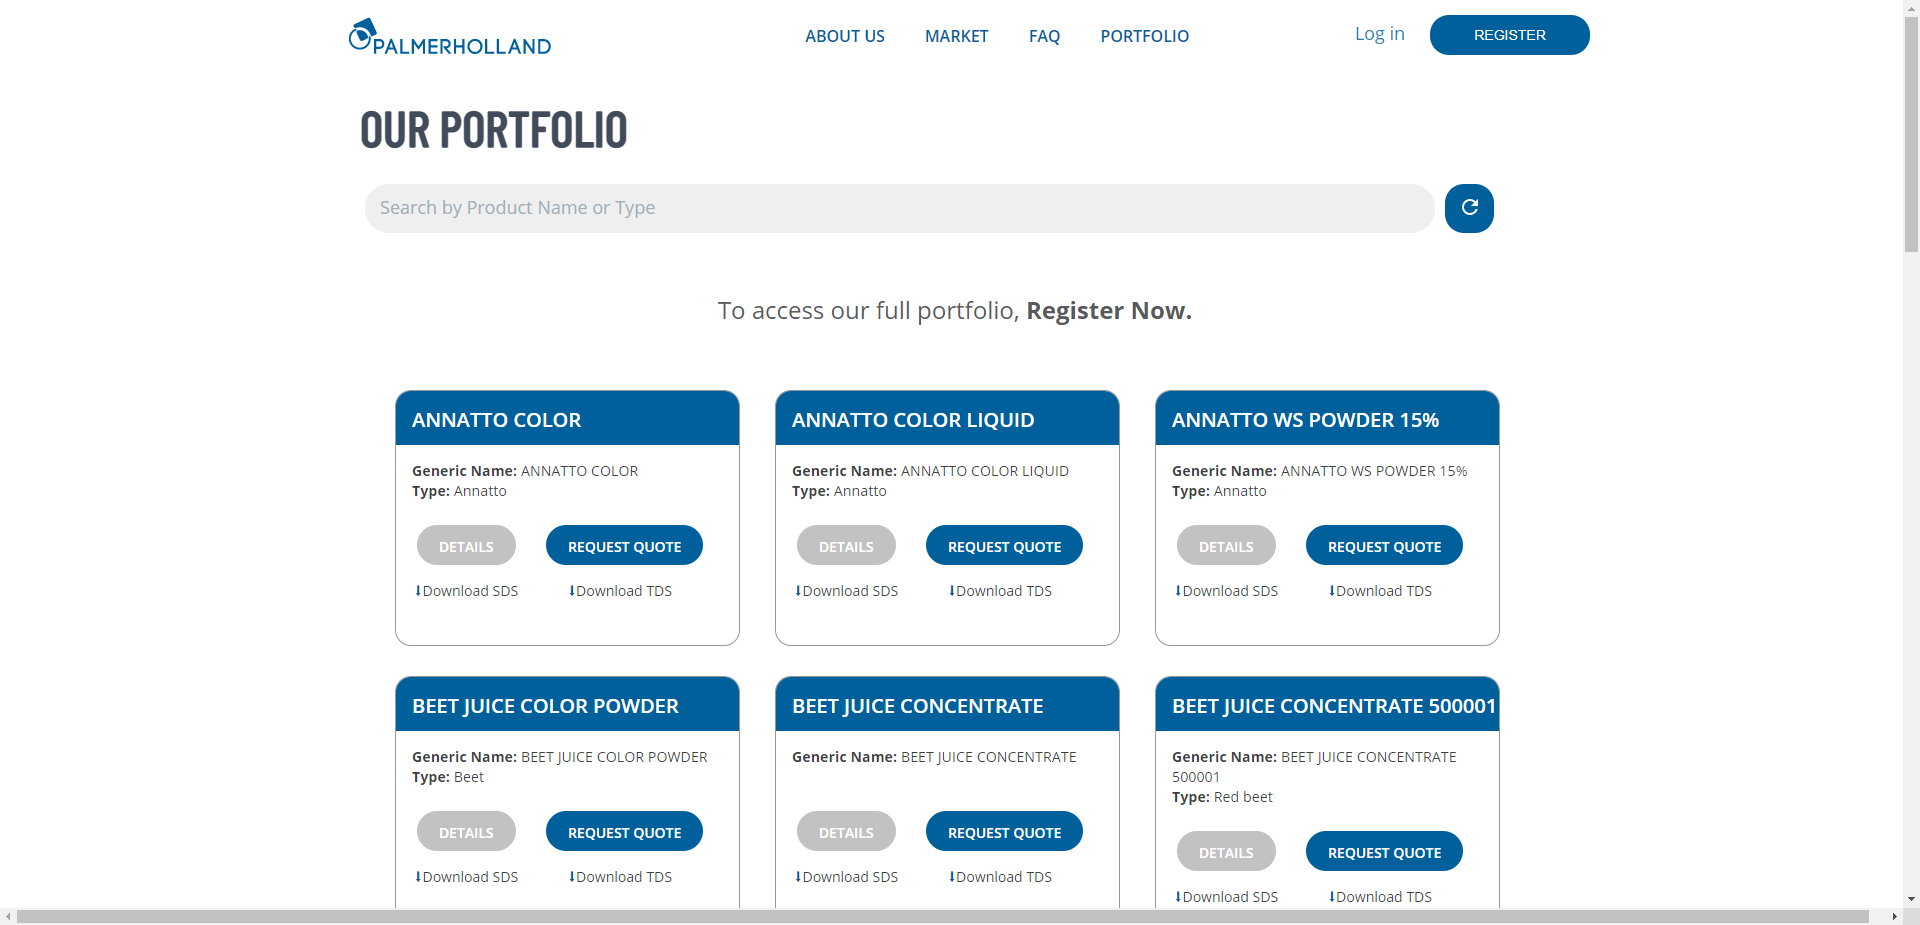 PALMERHOLLAND
ABOUT US MARKET FAQ PORTFOLIO
Log in REGISTER
OUR PORTFOLIO
Search by Product Name or Type
To access our full portfolio, Register Now.
ANNATTO COLOR
Generic Name: ANNATTO COLOR
Type: Annatto
DETAILS REQUEST QUOTE
⬇Download SDS ⬇Download TDS
ANNATTO COLOR LIQUID
Generic Name: ANNATTO COLOR LIQUID
Type: Annatto
DETAILS REQUEST QUOTE
⬇Download SDS ⬇Download TDS
ANNATTO WS POWDER 15%
Generic Name: ANNATTO WS POWDER 15%
Type: Annatto
DETAILS REQUEST QUOTE
⬇Download SDS ⬇Download TDS
BEET JUICE COLOR POWDER
Generic Name: BEET JUICE COLOR POWDER
Type: Beet
DETAILS REQUEST QUOTE
⬇Download SDS ⬇Download TDS
BEET JUICE CONCENTRATE
Generic Name: BEET JUICE CONCENTRATE
DETAILS REQUEST QUOTE
⬇Download SDS ⬇Download TDS
BEET JUICE CONCENTRATE 500001
Generic Name: BEET JUICE CONCENTRATE
500001
Type: Red beet
DETAILS REQUEST QUOTE
⬇Download SDS ⬇Download TDS